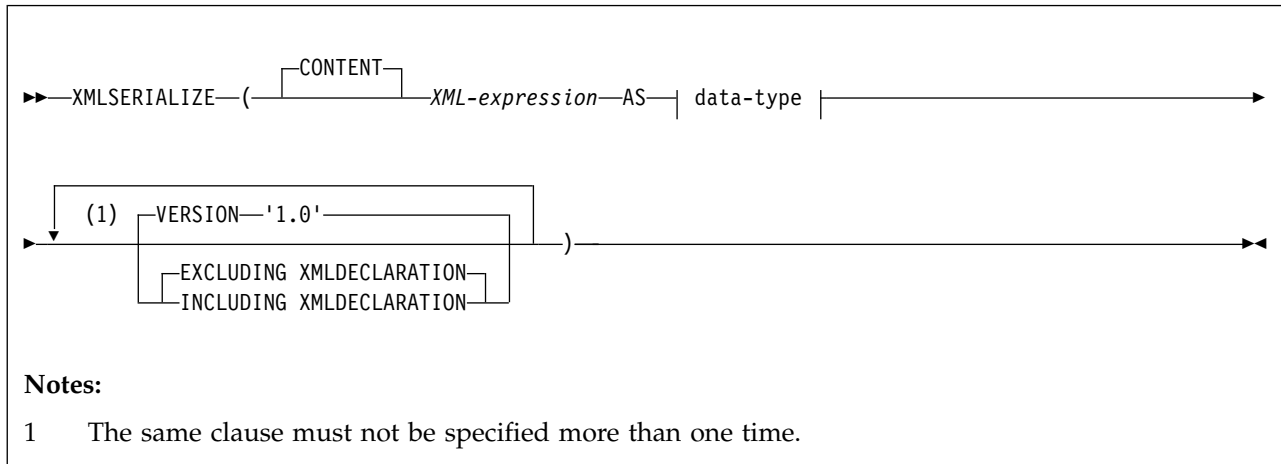 CONTENT
XMLSERIALIZE ( XML-expression AS data-type
(1) VERSION '1.0'
)
EXCLUDING XMLDECLARATION
INCLUDING XMLDECLARATION
Notes:
1 The same clause must not be specified more than one time.